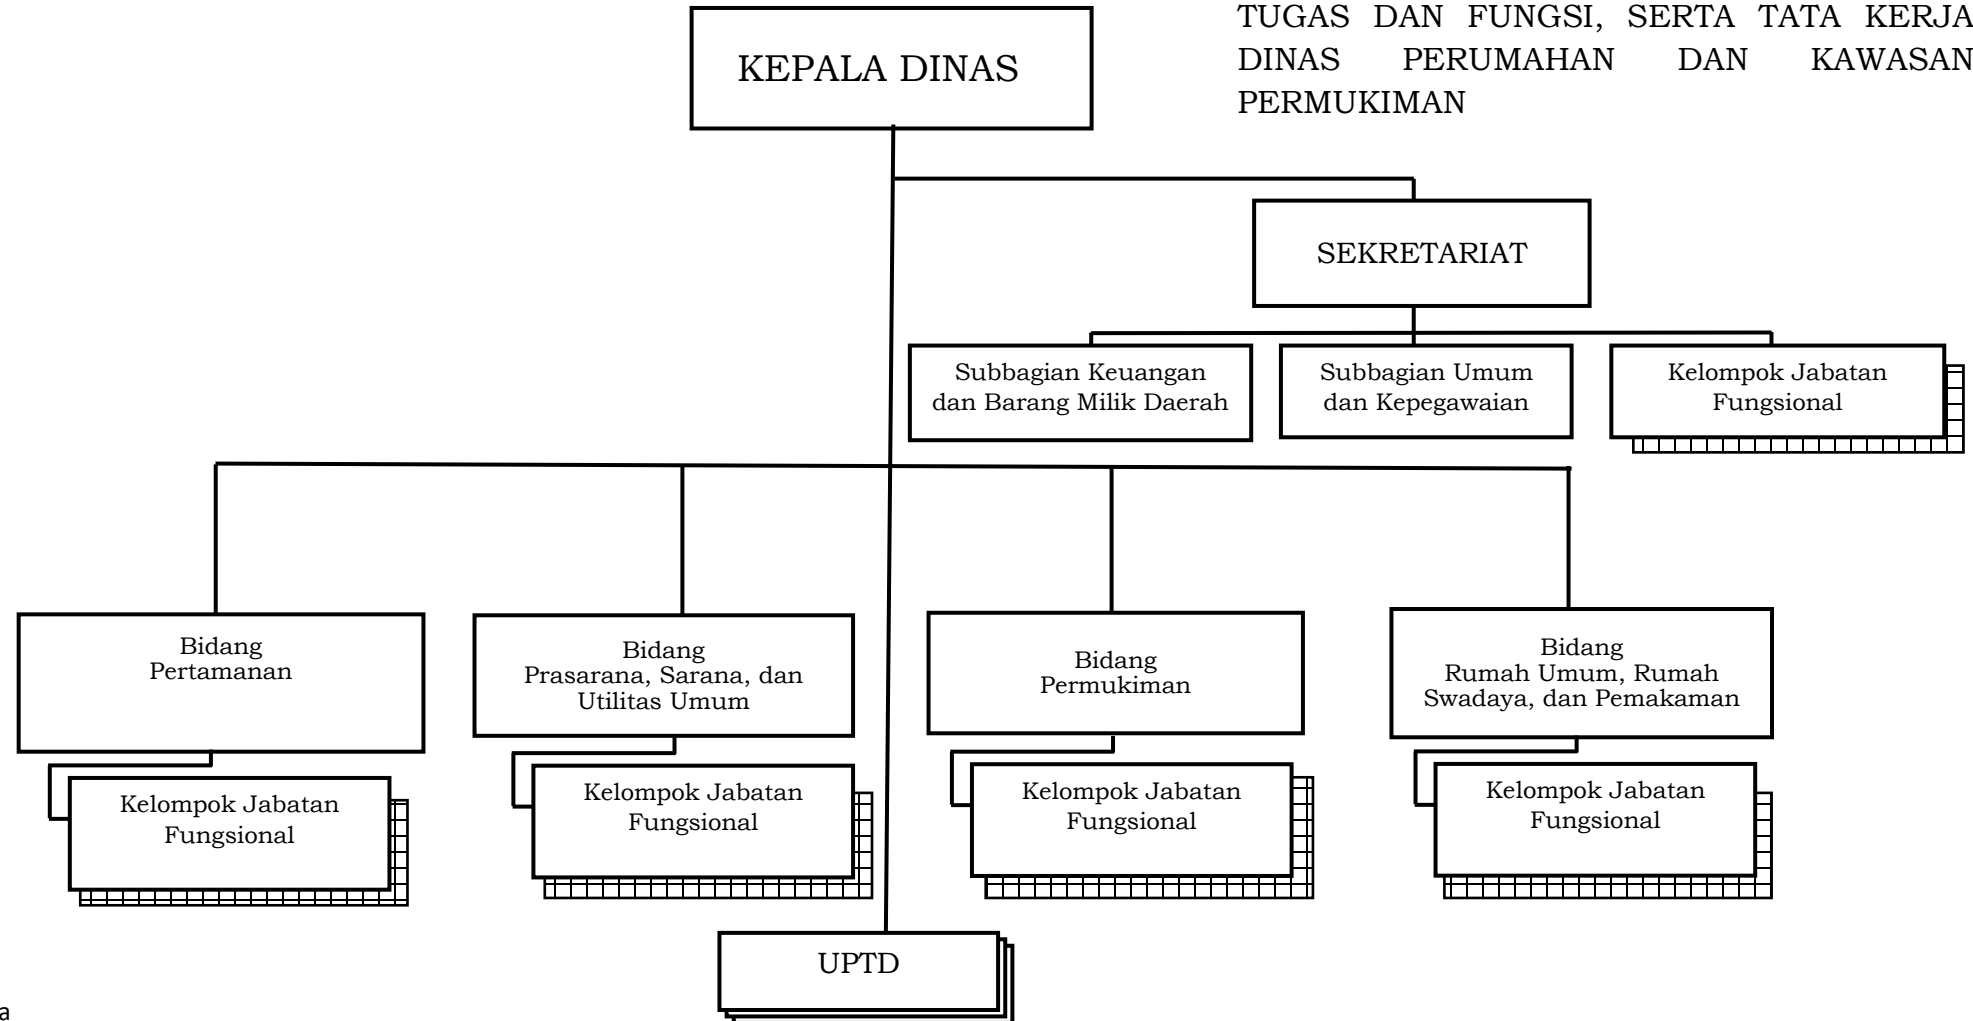 TUGAS DAN FUNGSI, SERTA TATA KERJA
DINAS PERUMAHAN DAN KAWASAN
PERMUKIMAN
KEPALA DINAS
SEKRETARIAT
Subbagian Keuangan
dan Barang Milik Daerah
Subbagian Umum
dan Kepegawaian
Kelompok Jabatan
Fungsional
Bidang
Pertamanan
Bidang
Prasarana, Sarana, dan
Utilitas Umum
Bidang
Permukiman
Bidang
Rumah Umum, Rumah
Swadaya, dan Pemakaman
Kelompok Jabatan
Fungsional
Kelompok Jabatan
Fungsional
Kelompok Jabatan
Fungsional
Kelompok Jabatan
Fungsional
UPTD
a